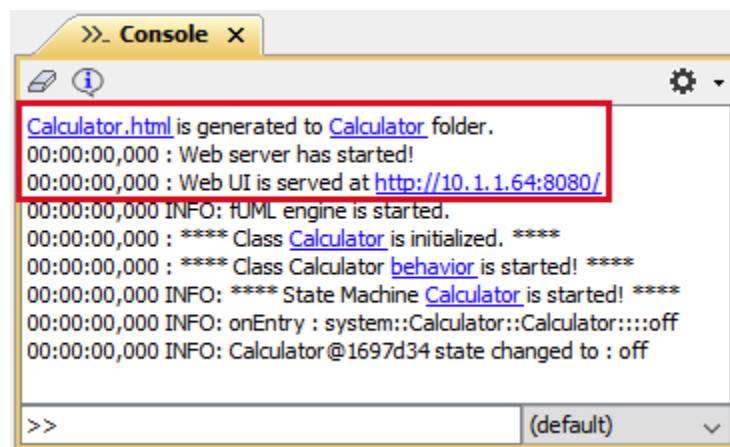 >>_ Console x
Calculator.html is generated to Calculator folder.
00:00:00,000 : Web server has started!
00:00:00,000 : Web UI is served at http://10.1.1.64:8080/
00:00:00,000 INFO: fUML engine is started.
00:00:00,000 : **** Class Calculator is initialized. ****
00:00:00,000 : **** Class Calculator behavior is started! ****
00:00:00,000 INFO: **** State Machine Calculator is started! ****
00:00:00,000 INFO: onEntry : system::Calculator::Calculator::::off
00:00:00,000 INFO: Calculator@1697d34 state changed to : off
>> (default)